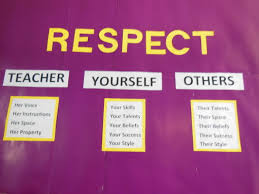 RESPECT
TEACHER
Her Voice
Her Instructions
Her Space
Her Property
YOURSELF
Your Skills
Your Talents
Your Beliefs
Your Success
Your Style
OTHERS
Their Talents
Their Space
Their Beliefs
Their Success
Their Style